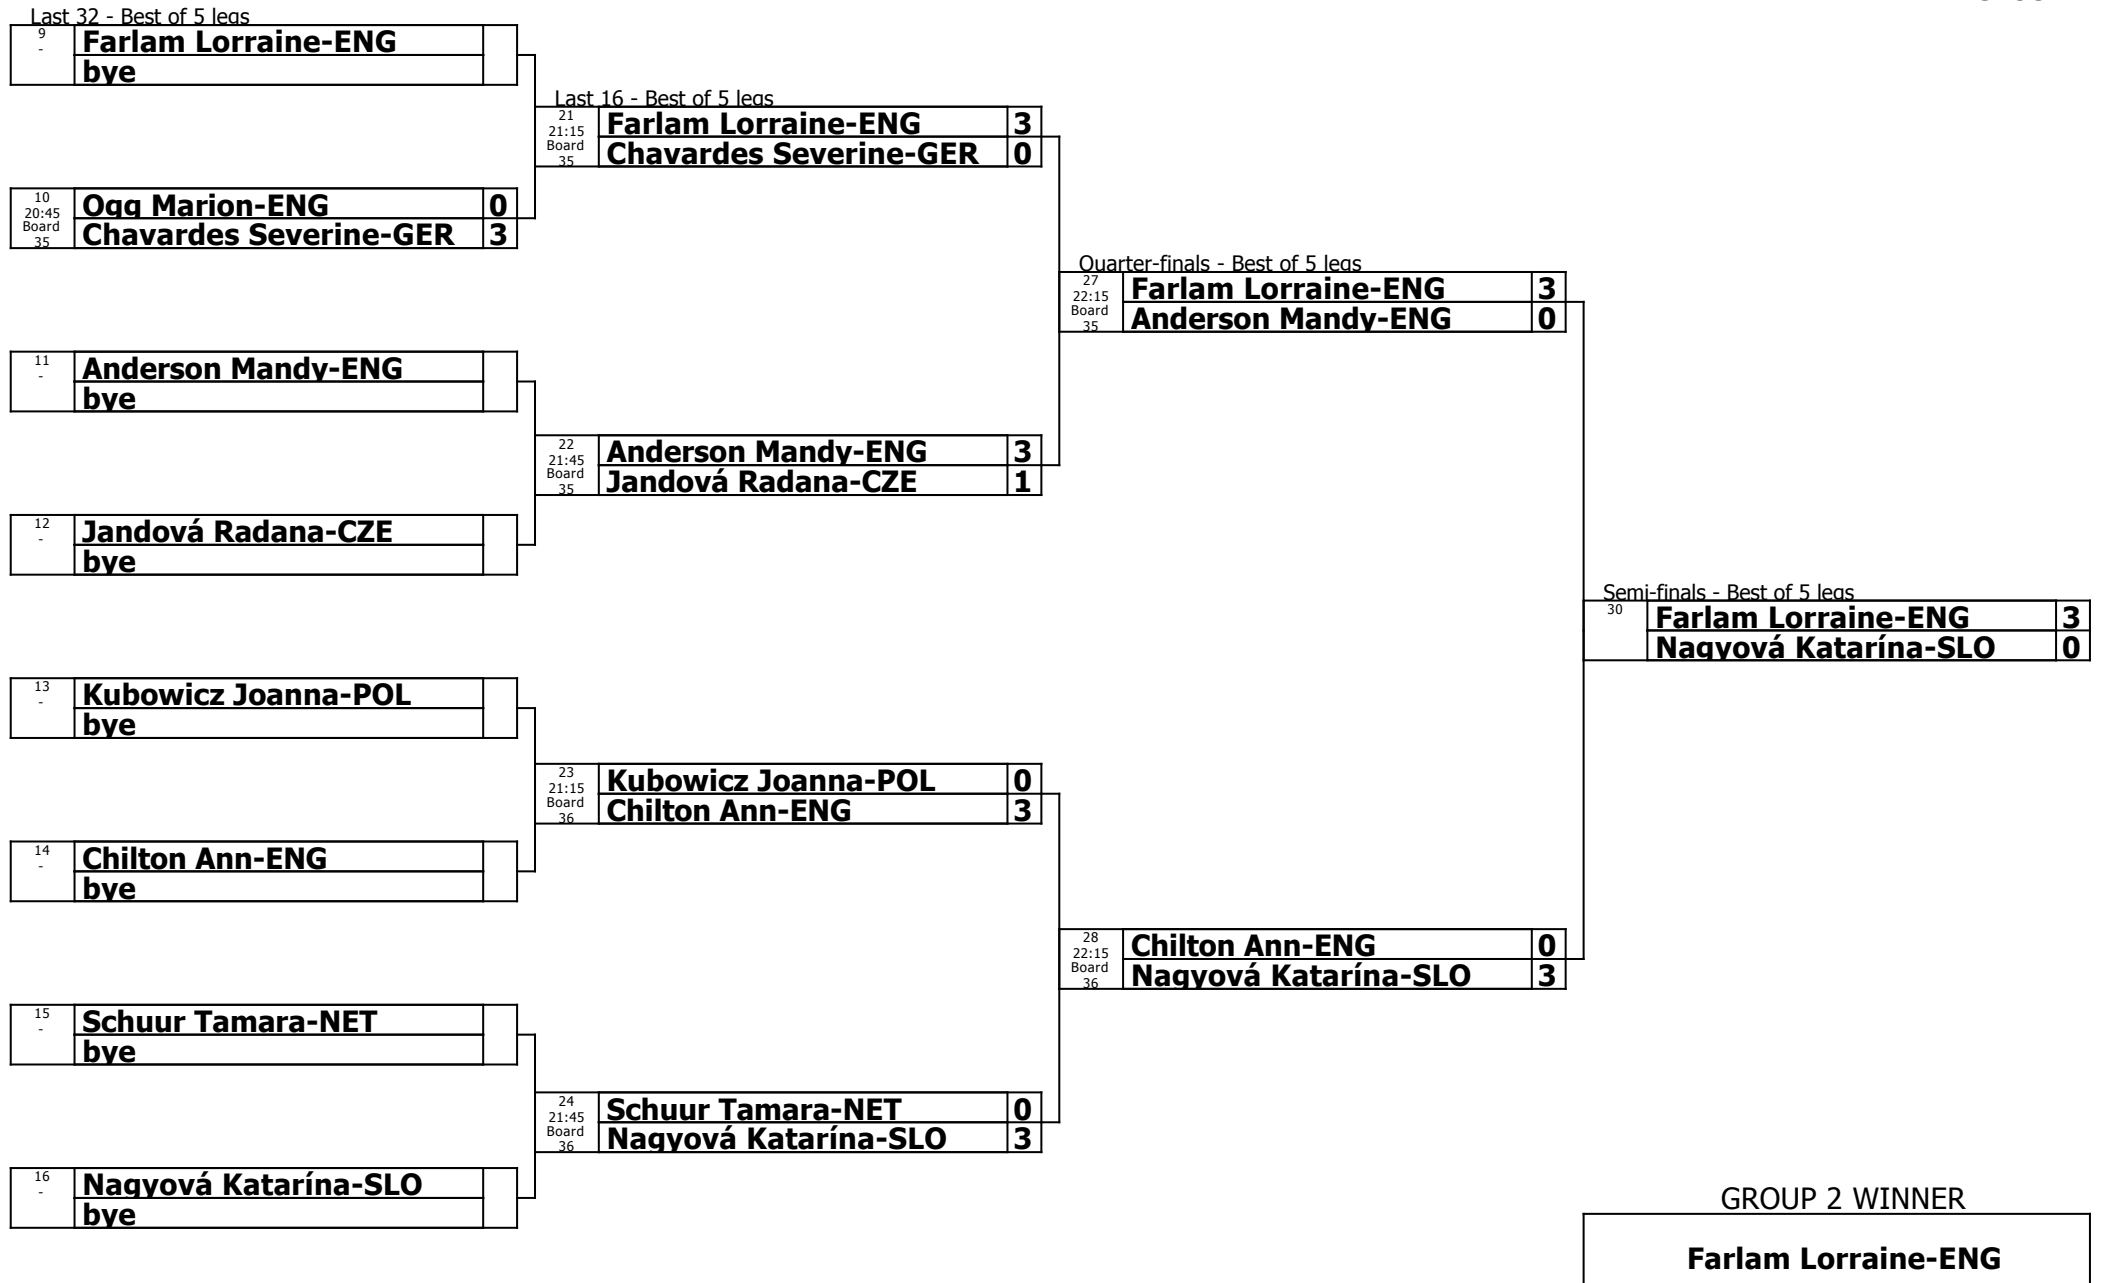 Last 32 - Best of 5 legs
9
-
Farlam Lorraine-ENG
bye
10
20:45
Board
35
Ogg Marion-ENG 0
Chavardes Severine-GER 3
11
-
Anderson Mandy-ENG
bye
12
-
Jandová Radana-CZE
bye
13
-
Kubowicz Joanna-POL
bye
14
-
Chilton Ann-ENG
bye
15
-
Schuur Tamara-NET
bye
16
-
Nagyová Katarína-SLO
bye
Last 16 - Best of 5 legs
21
21:15
Board
35
Farlam Lorraine-ENG 3
Chavardes Severine-GER 0
22
21:45
Board
35
Anderson Mandy-ENG 3
Jandová Radana-CZE 1
23
21:15
Board
36
Kubowicz Joanna-POL 0
Chilton Ann-ENG 3
24
21:45
Board
36
Schuur Tamara-NET 0
Nagyová Katarína-SLO 3
Quarter-finals - Best of 5 legs
27
22:15
Board
35
Farlam Lorraine-ENG 3
Anderson Mandy-ENG 0
28
22:15
Board
36
Chilton Ann-ENG 0
Nagyová Katarína-SLO 3
Semi-finals - Best of 5 legs
30
Farlam Lorraine-ENG 3
Nagyová Katarína-SLO 0
GROUP 2 WINNER
Farlam Lorraine-ENG